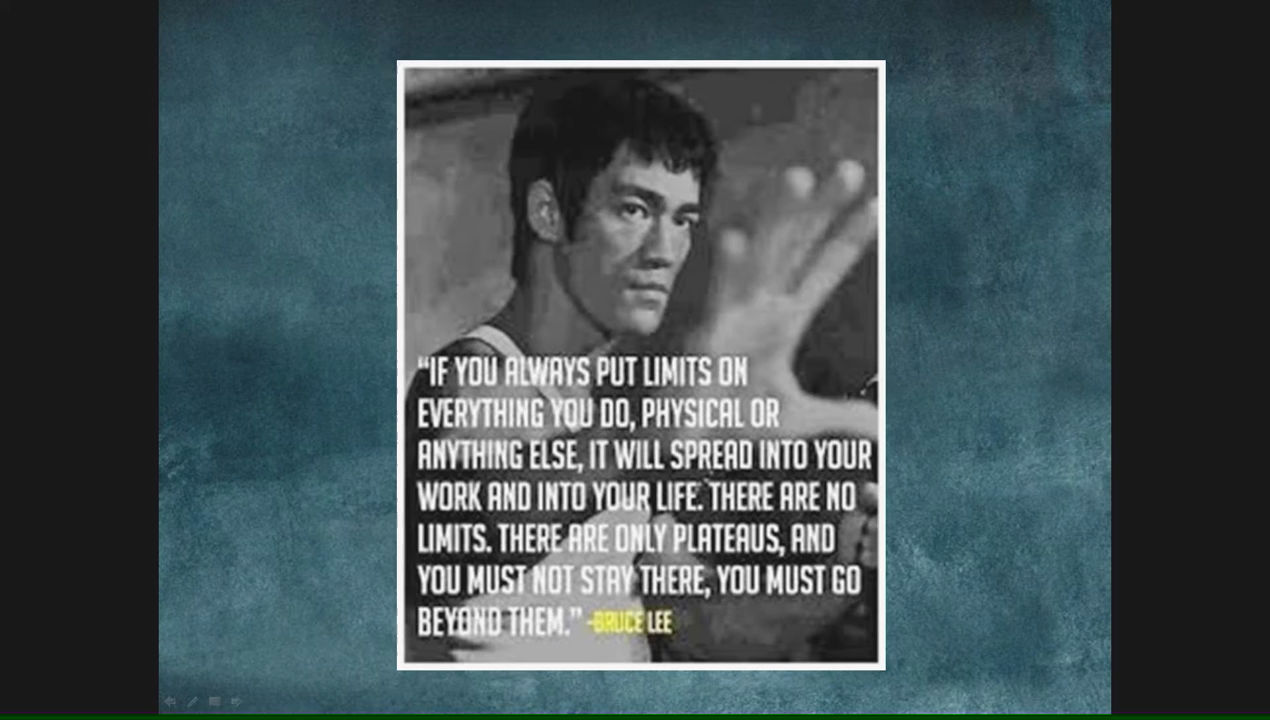 “IF YOU ALWAYS PUT LIMITS ON
EVERYTHING YOU DO, PHYSICAL OR
ANYTHING ELSE, IT WILL SPREAD INTO YOUR
WORK AND INTO YOUR LIFE. THERE ARE NO
LIMITS. THERE ARE ONLY PLATEAUS, AND
YOU MUST NOT STAY THERE, YOU MUST GO
BEYOND THEM.” -BRUCE LEE